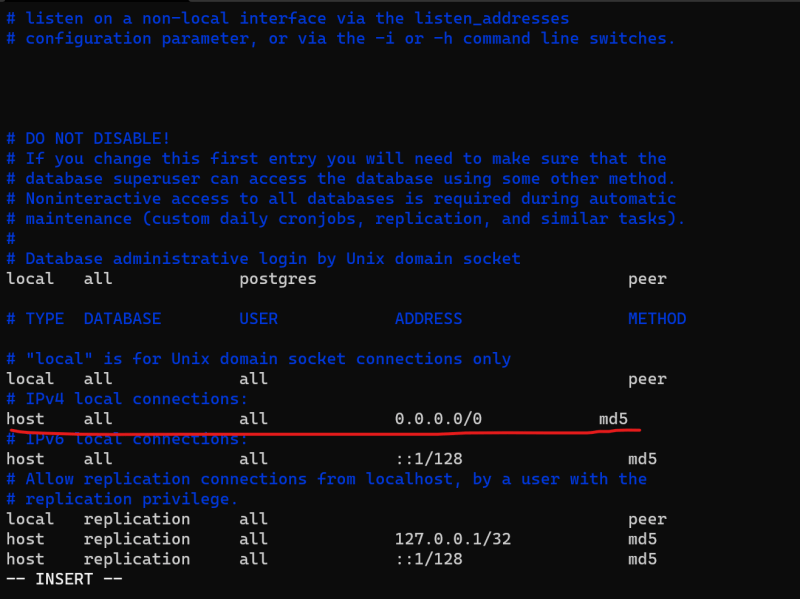 # listen on a non-local interface via the listen_addresses
# configuration parameter, or via the -i or -h command line switches.
# DO NOT DISABLE!
# If you change this first entry you will need to make sure that the
# database superuser can access the database using some other method.
# Noninteractive access to all databases is required during automatic
# maintenance (custom daily cronjobs, replication, and similar tasks).
#
# Database administrative login by Unix domain socket
local   all             postgres                                peer
# TYPE  DATABASE        USER            ADDRESS                 METHOD
# "local" is for Unix domain socket connections only
local   all             all                                     peer
# IPv4 local connections:
host    all             all             0.0.0.0/0            md5
# IPv6 local connections:
host    all             all             ::1/128                 md5
# Allow replication connections from localhost, by a user with the
# replication privilege.
local   replication     all                                     peer
host    replication     all             127.0.0.1/32            md5
host    replication     all             ::1/128                 md5
-- INSERT --